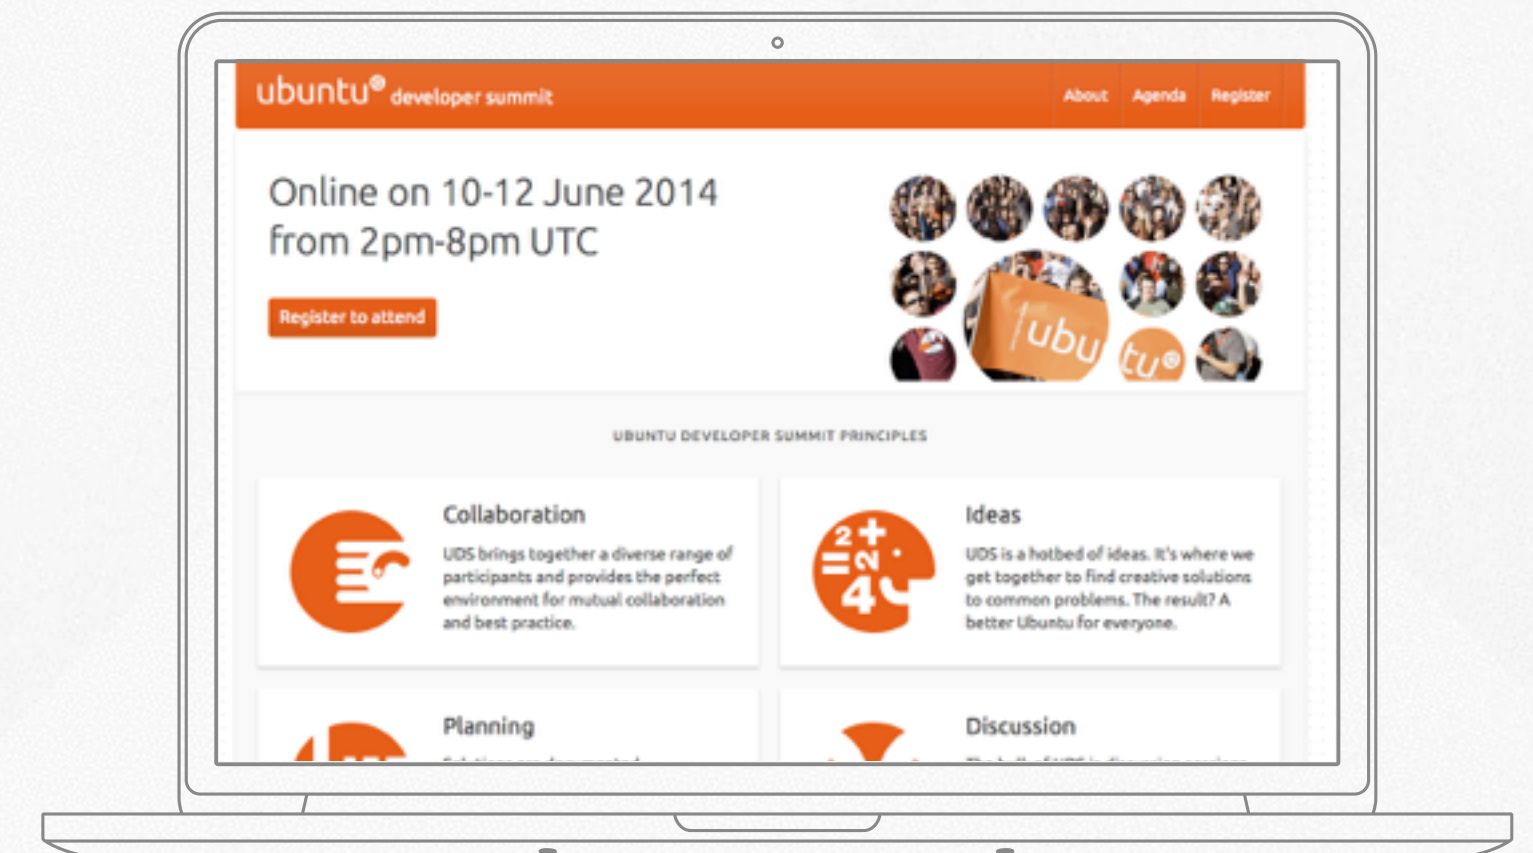 ubuntu® developer summit
About Agenda Register
Online on 10-12 June 2014
from 2pm-8pm UTC
Register to attend
ubu
tu
UBUNTU DEVELOPER SUMMIT PRINCIPLES
Collaboration
UDS brings together a diverse range of
participants and provides the perfect
environment for mutual collaboration
and best practice.
2+
=2
4
Ideas
UDS is a hotbed of ideas. It's where we
get together to find creative solutions
to common problems. The result? A
better Ubuntu for everyone.
Planning
Discussion